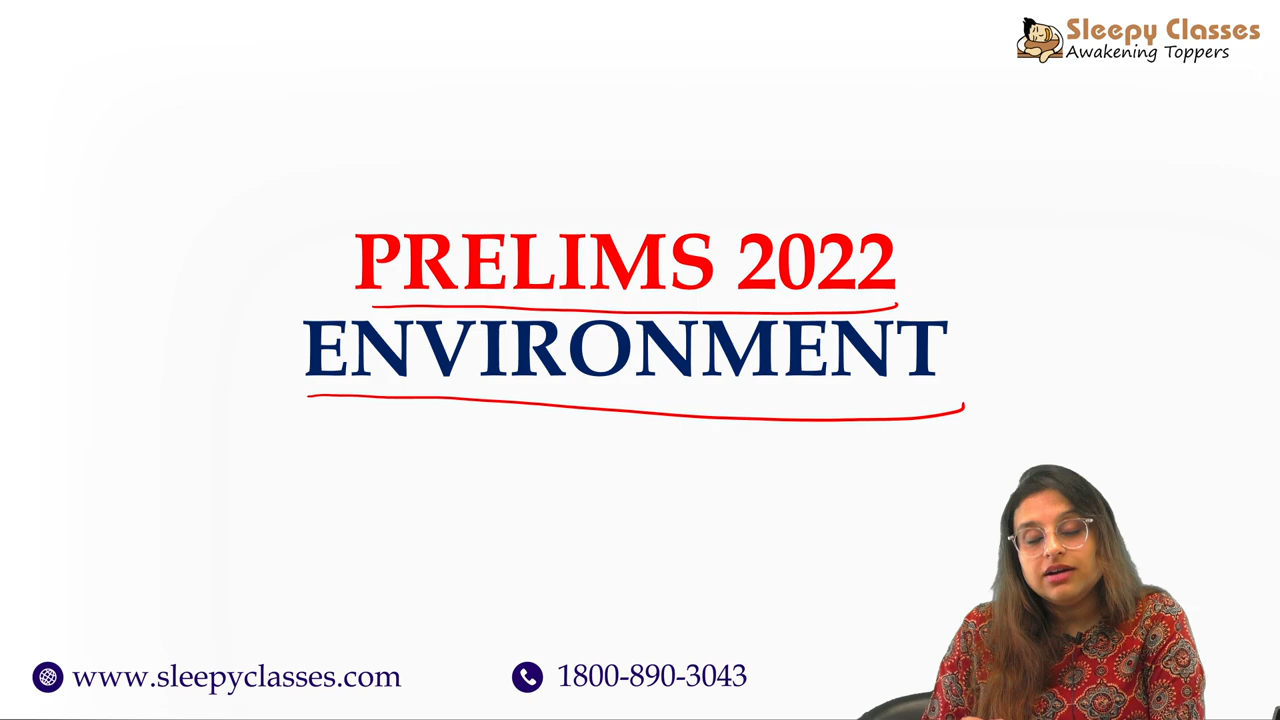 Sleepy Classes
Awakening Toppers
PRELIMS 2022
ENVIRONMENT
www.sleepyclasses.com
1800-890-3043